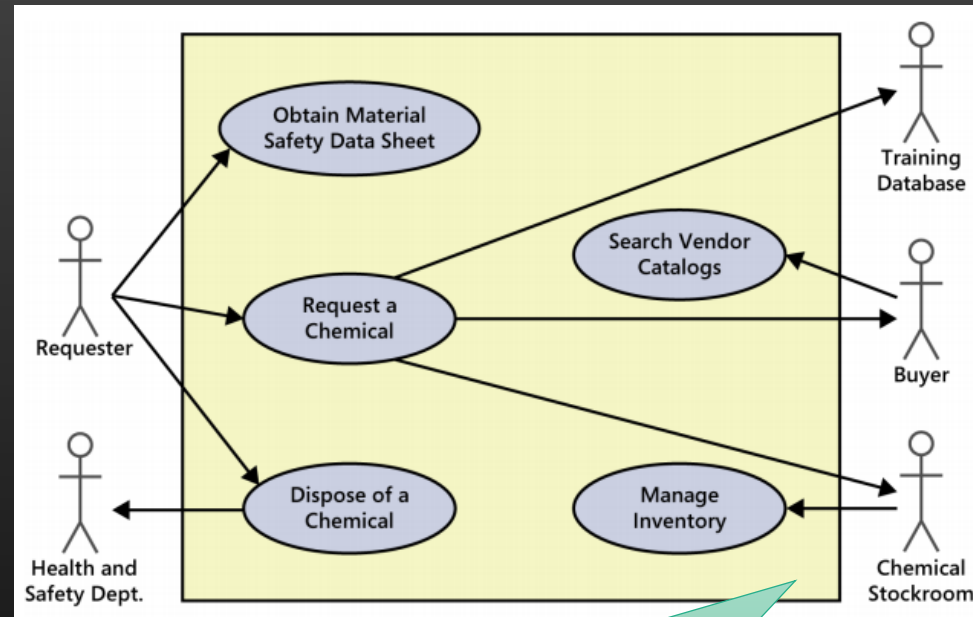 Obtain Material
Safety Data Sheet
Training
Database
Search Vendor
Catalogs
Request a
Chemical
Requester
Buyer
Dispose of a
Chemical
Manage
Inventory
Health and
Safety Dept.
Chemical
Stockroom